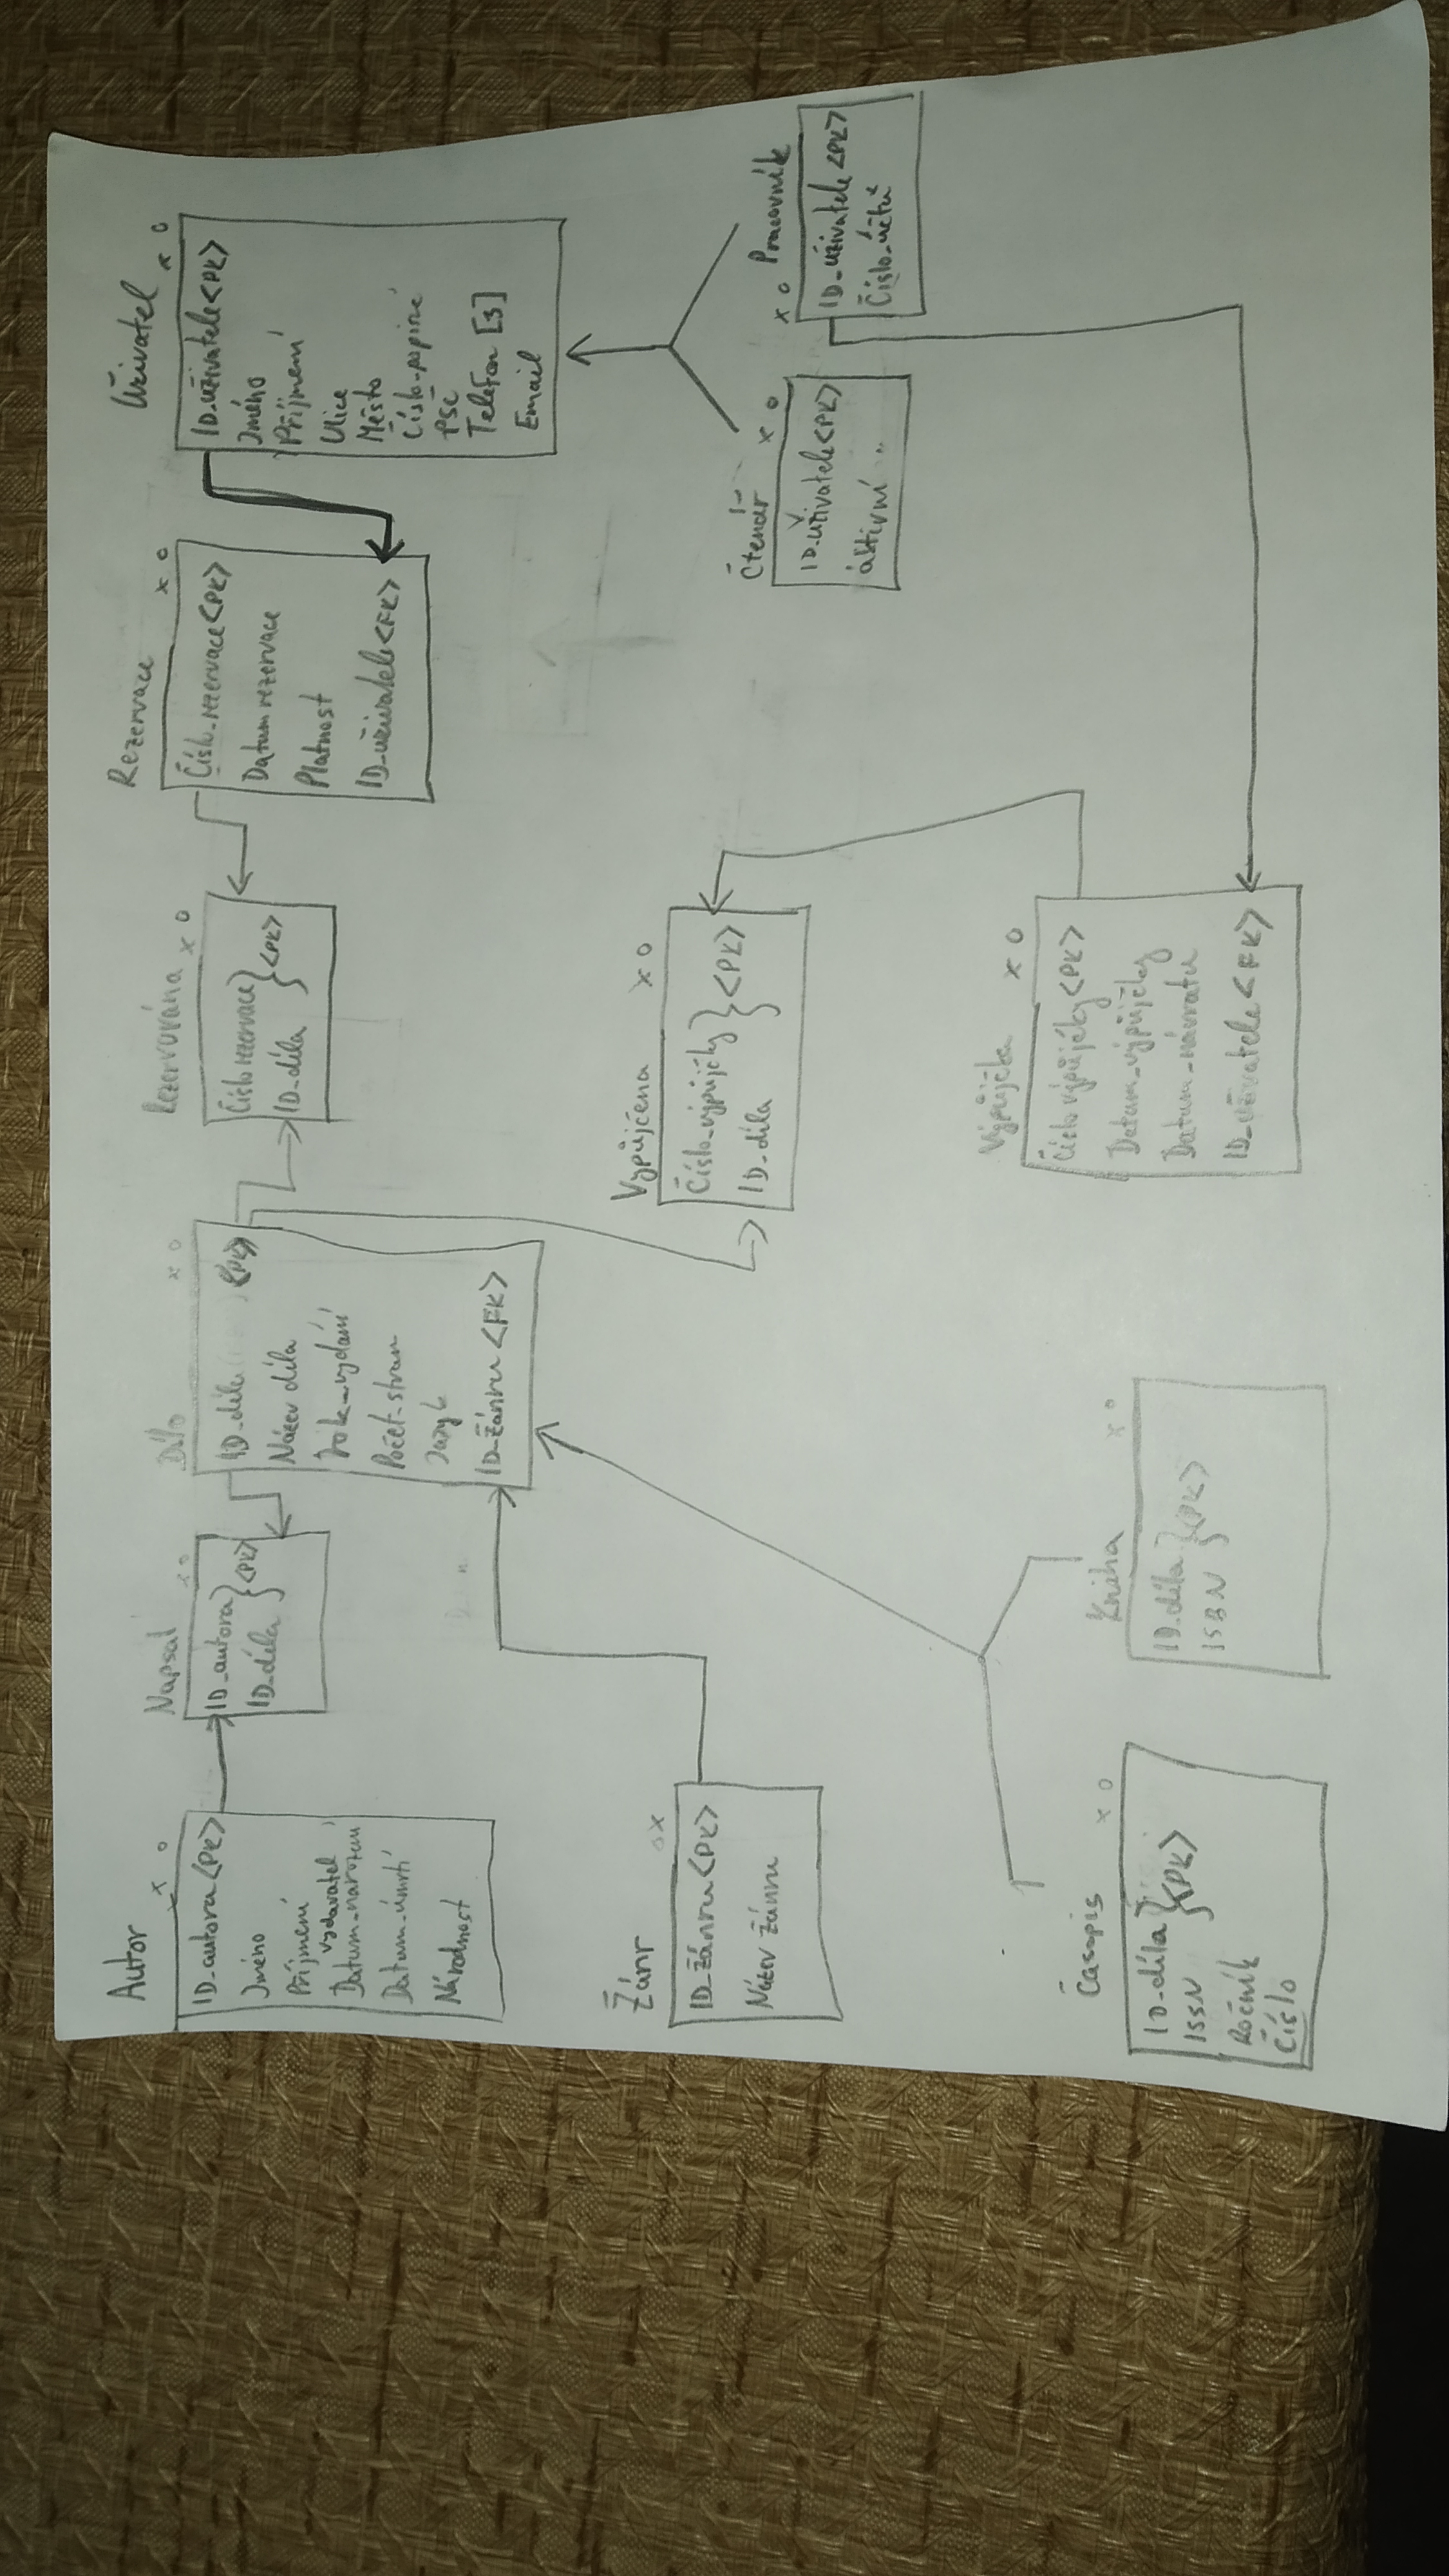 Autor
x o
ID_autora <PK>
Jméno
Příjmení
vydavatel
Datum_narození
Datum_úmrtí
Národnost
Napsal
x o
ID_autora } <PK>
ID_díla
Dílo
x o
ID_díla <PK>
Název díla
Rok_vydání
Počet_stran
Jazyk
ID_Žánru <FK>
Rezervována
x o
Číslo rezervace } <PK>
ID_díla
Rezervace
x o
Číslo_rezervace <PK>
Datum rezervace
Platnost
ID_uživatele <FK>
Uživatel
x o
ID_uživatele <PK>
Jméno
Příjmení
Ulice
Město
Číslo_popisné
PSČ
Telefon [3]
Email
Žánr
o x
ID_Žánru <PK>
Název žánru
Vypůjčena
x o
Číslo_výpůjčky } <PK>
ID_díla
Čtenář
x o
ID_uživatele <PK>
aktivní
Pracovník
x o
ID_uživatele <PK>
Číslo_účtu
Výpůjčka
x o
Číslo výpůjčky <PK>
Datum_výpůjčky
Datum_návratu
ID_uživatele <FK>
Časopis
x o
ID_díla } <PK>
ISSN
Ročník
Číslo
Kniha
x o
ID_díla } <PK>
ISBN